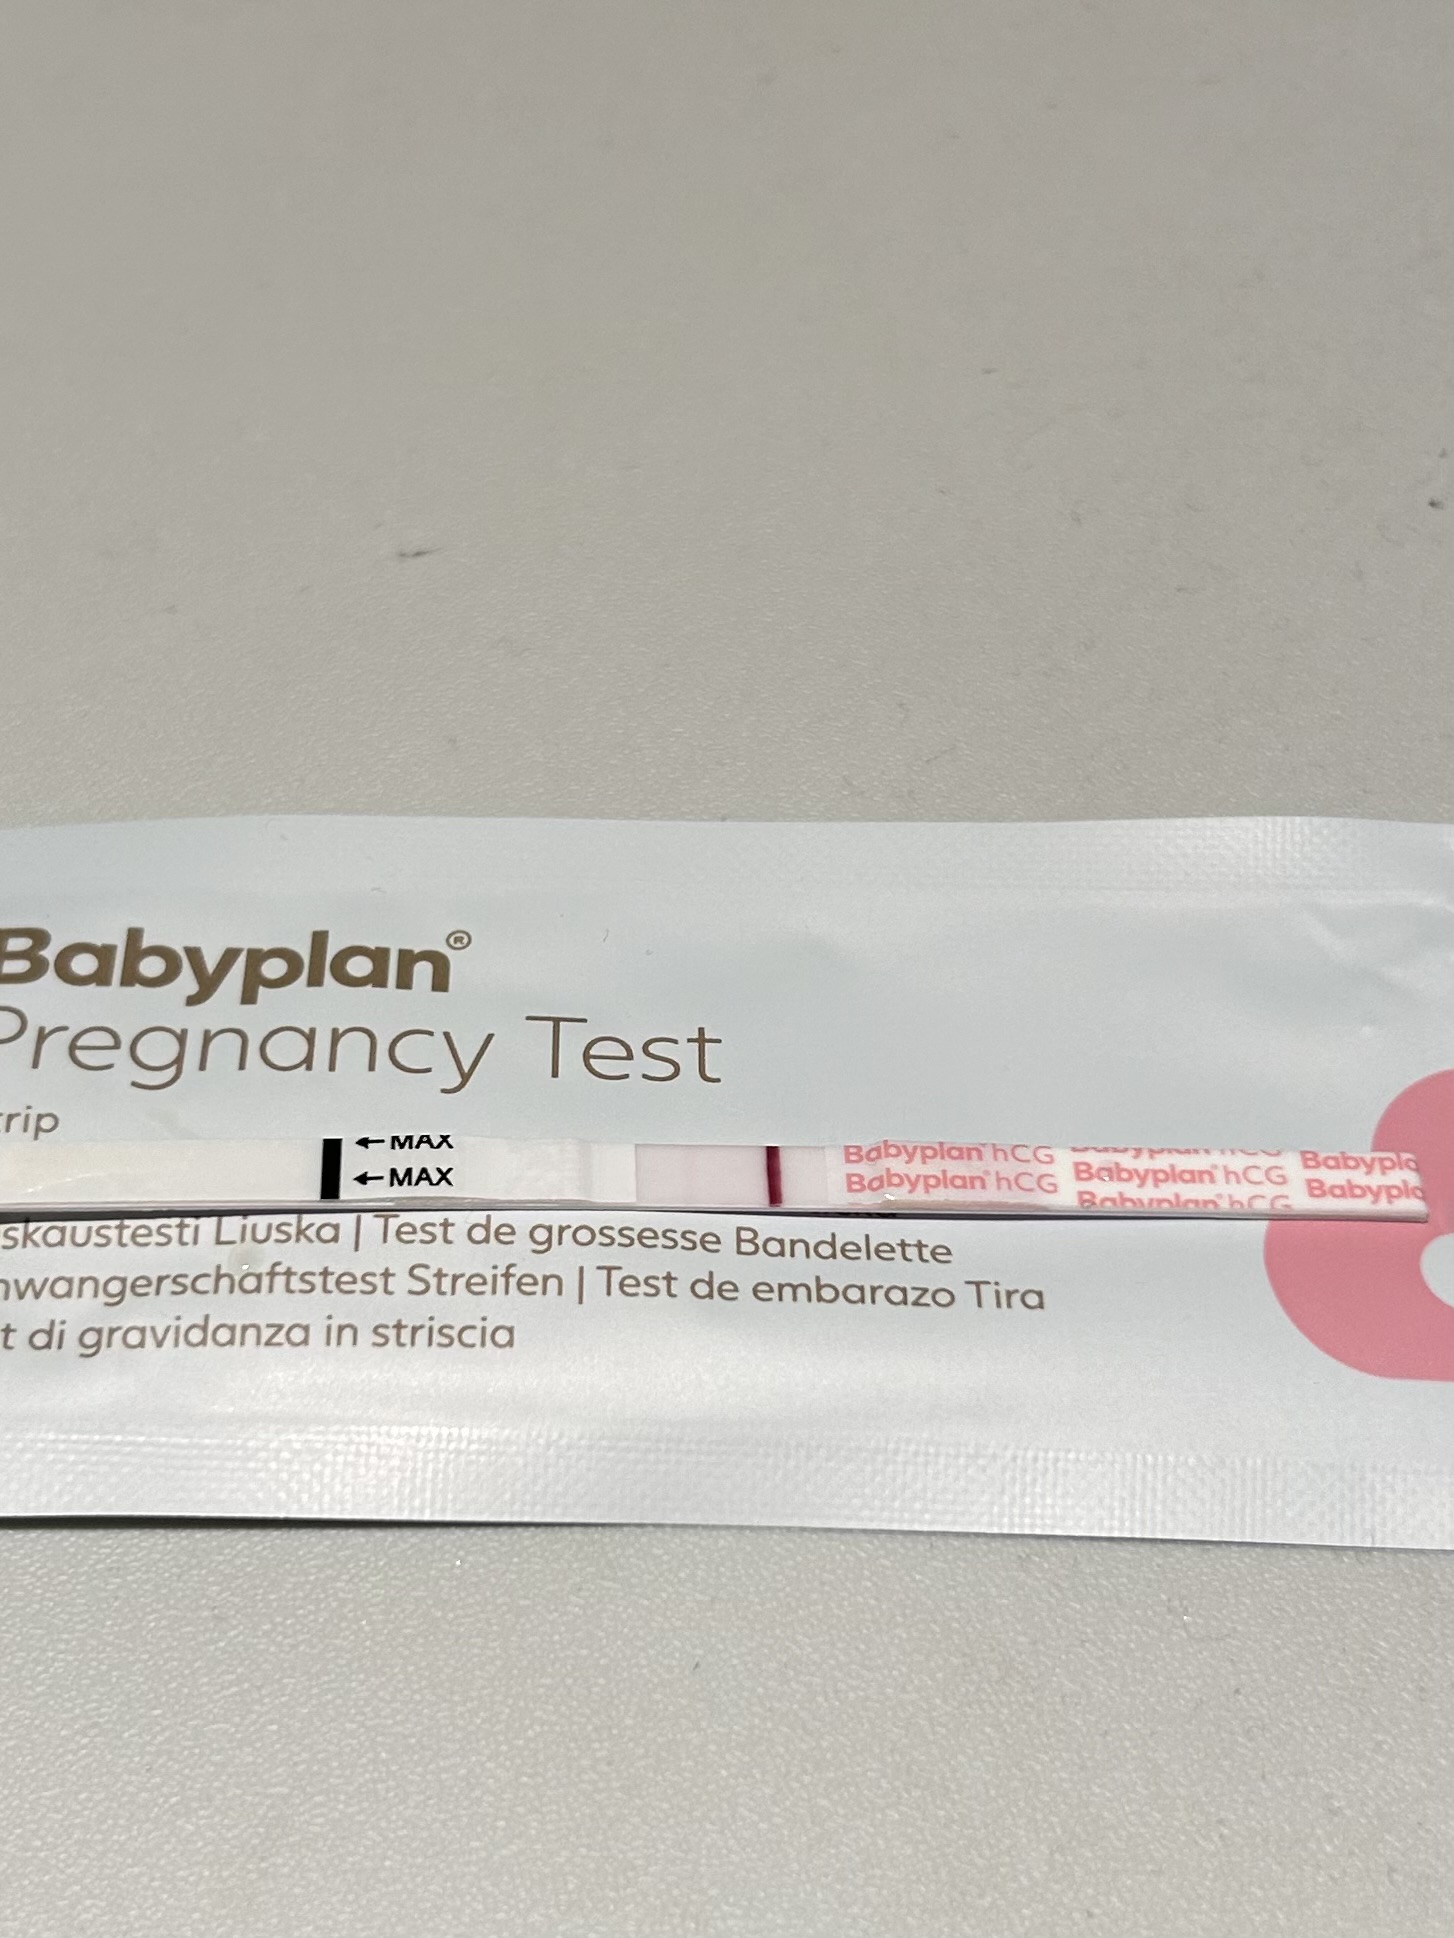 Babyplan®
Pregnancy Test
trip
←MAX
←MAX
Babyplan® hCG
Babyplan® hCG Babyplan® hCG
Babyplan® hCG
skaustesti Liuska | Test de grossesse Bandelette
hwangerschaftstest Streifen | Test de embarazo Tira
t di gravidanza in striscia